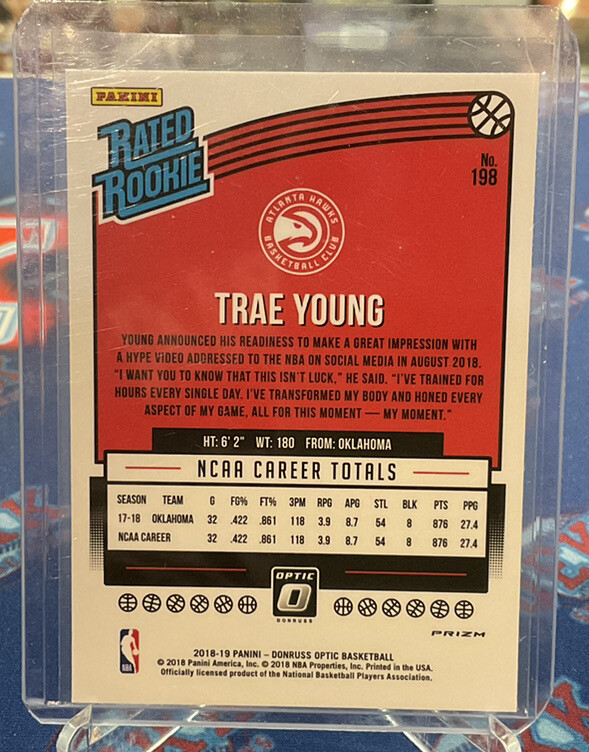 PANINI
RATED
ROOKIE
No.
198
ATLANTA HAWKS
BASKETBALL CLUB
TRAE YOUNG
YOUNG ANNOUNCED HIS READINESS TO MAKE A GREAT IMPRESSION WITH
A HYPE VIDEO ADDRESSED TO THE NBA ON SOCIAL MEDIA IN AUGUST 2018.
"I WANT YOU TO KNOW THAT THIS ISN'T LUCK," HE SAID. "I'VE TRAINED FOR
HOURS EVERY SINGLE DAY. I'VE TRANSFORMED MY BODY AND HONED EVERY
ASPECT OF MY GAME, ALL FOR THIS MOMENT — MY MOMENT."
HT: 6' 2" WT: 180 FROM: OKLAHOMA
NCAA CAREER TOTALS
SEASON TEAM G FG% FT% 3PM RPG APG STL BLK PTS PPG
17-18 OKLAHOMA 32 .422 .861 118 3.9 8.7 54 8 876 27.4
NCAA CAREER 32 .422 .861 118 3.9 8.7 54 8 876 27.4
OPTIC
DONRUSS
PRIZM
NBA
2018-19 PANINI – DONRUSS OPTIC BASKETBALL
© 2018 Panini America, Inc. © 2018 NBA Properties, Inc. Printed in the USA.
Officially licensed product of the National Basketball Players Association.